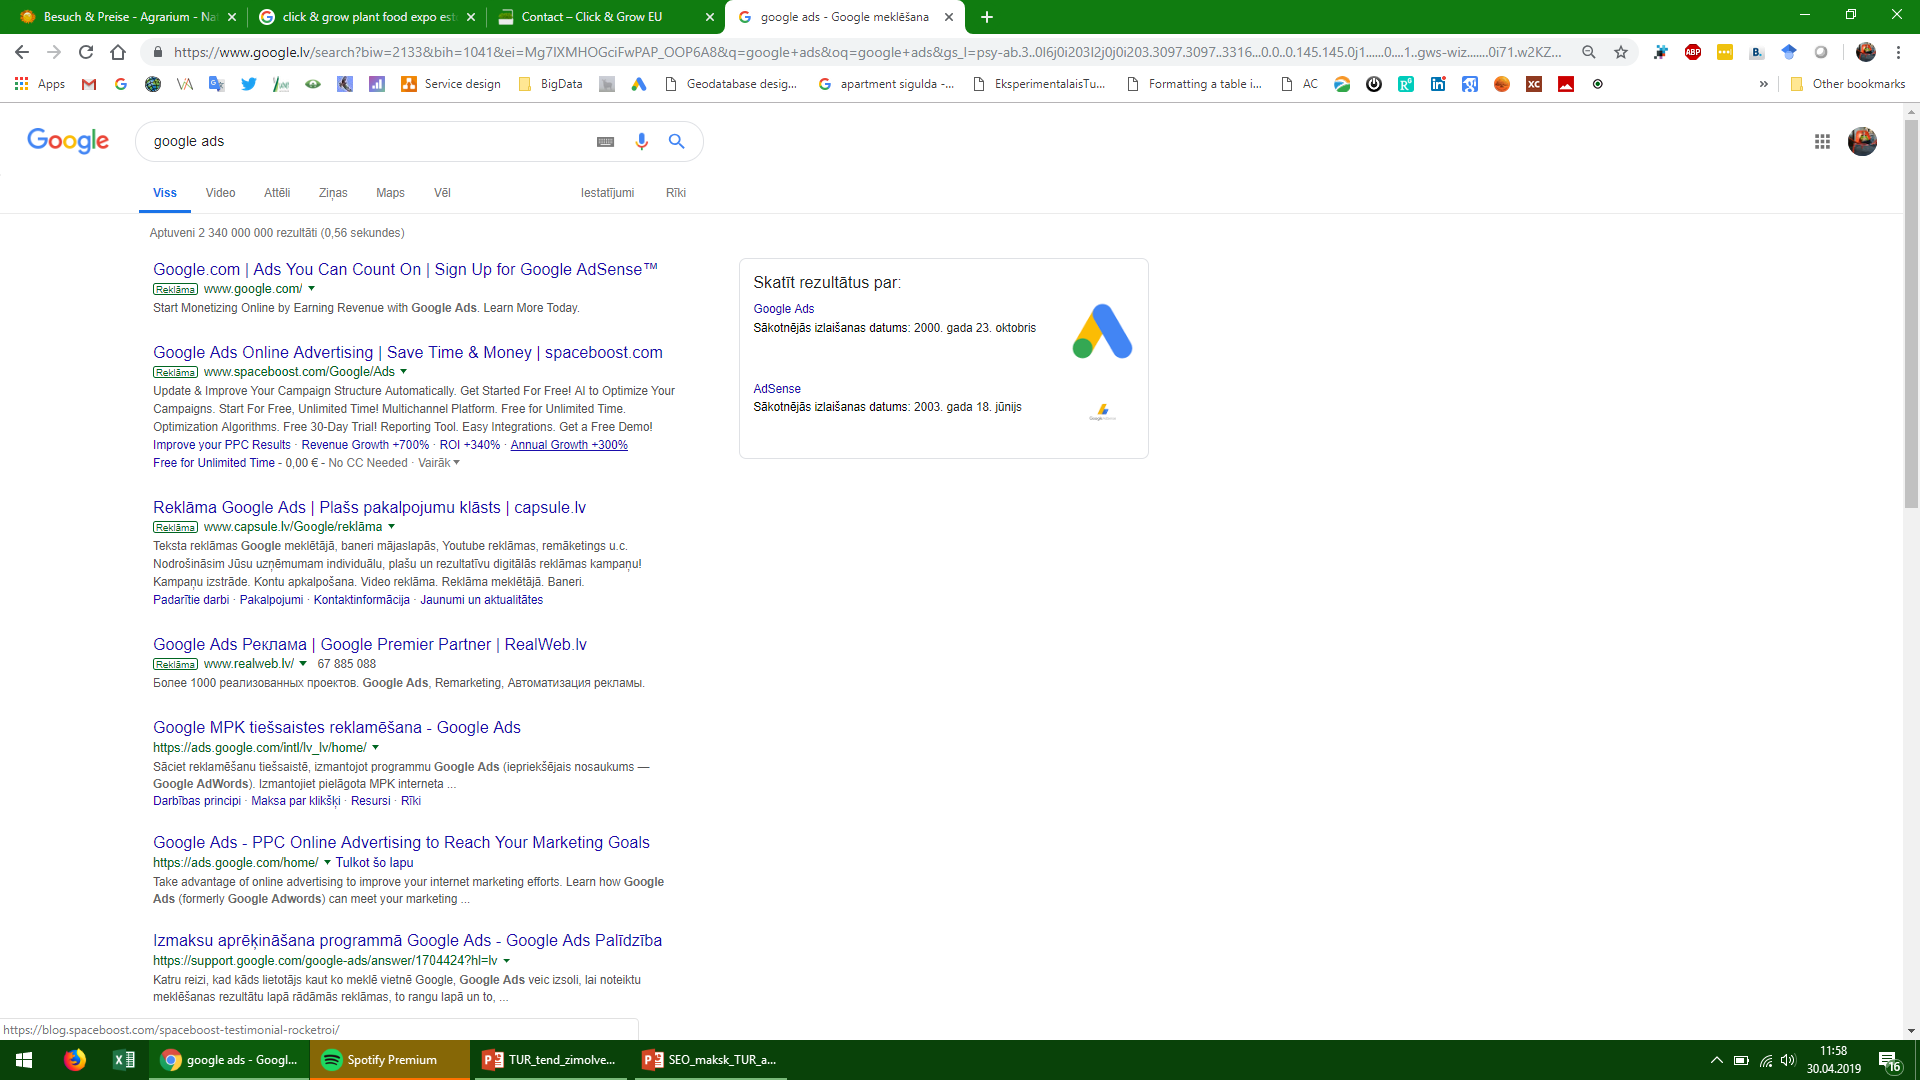 Besuch & Preise - Agrarium - Na
click & grow plant food expo est
Contact – Click & Grow EU
google ads - Google meklēšana
https://www.google.lv/search?biw=2133&bih=1041&ei=Mg7IXMHOGciFwPAP_OOP6A8&q=google+ads&oq=google+ads&gs_l=psy-ab.3..0l6j0i203l2j0j0i203.3097.3097..3316...0.0..0.145.145.0j1......0....1..gws-wiz.......0i71.w2KZ...
Apps
Service design
BigData
Geodatabase desig...
apartment sigulda -...
EksperimentalaisTu...
Formatting a table i...
AC
»
Other bookmarks
Google
google ads
Viss
Video
Attēli
Ziņas
Maps
Vēl
Iestatījumi
Rīki
Aptuveni 2 340 000 000 rezultāti (0,56 sekundes)
Google.com | Ads You Can Count On | Sign Up for Google AdSense™
Reklāma www.google.com/
Start Monetizing Online by Earning Revenue with Google Ads. Learn More Today.
Google Ads Online Advertising | Save Time & Money | spaceboost.com
Reklāma www.spaceboost.com/Google/Ads
Update & Improve Your Campaign Structure Automatically. Get Started For Free! AI to Optimize Your
Campaigns. Start For Free, Unlimited Time! Multichannel Platform. Free for Unlimited Time.
Optimization Algorithms. Free 30-Day Trial! Reporting Tool. Easy Integrations. Get a Free Demo!
Improve your PPC Results · Revenue Growth +700% · ROI +340% · Annual Growth +300%
Free for Unlimited Time - 0,00 € - No CC Needed · Vairāk
Reklāma Google Ads | Plašs pakalpojumu klāsts | capsule.lv
Reklāma www.capsule.lv/Google/reklāma
Teksta reklāmas Google meklētājā, baneri mājaslapās, Youtube reklāmas, remāketings u.c.
Nodrošināsim Jūsu uzņēmumam individuālu, plašu un rezultatīvu digitālās reklāmas kampaņu!
Kampaņu izstrāde. Kontu apkalpošana. Video reklāma. Reklāma meklētājā. Baneri.
Padarītie darbi · Pakalpojumi · Kontaktinformācija · Jaunumi un aktualitātes
Google Ads Реклама | Google Premier Partner | RealWeb.lv
Reklāma www.realweb.lv/ 67 885 088
Более 1000 реализованных проектов. Google Ads, Remarketing, Автоматизация рекламы.
Google MPK tiešsaistes reklamēšana - Google Ads
https://ads.google.com/intl/lv_lv/home/
Sāciet reklamēšanu tiešsaistē, izmantojot programmu Google Ads (iepriekšējais nosaukums —
Google AdWords). Izmantojiet pielāgota MPK interneta ...
Darbības principi · Maksa par klikšķi · Resursi · Rīki
Google Ads - PPC Online Advertising to Reach Your Marketing Goals
https://ads.google.com/home/ Tulkot šo lapu
Take advantage of online advertising to improve your internet marketing efforts. Learn how Google
Ads (formerly Google Adwords) can meet your marketing ...
Izmaksu aprēķināšana programmā Google Ads - Google Ads Palīdzība
https://support.google.com/google-ads/answer/1704424?hl=lv
Katru reizi, kad kāds lietotājs kaut ko meklē vietnē Google, Google Ads veic izsoli, lai noteiktu
meklēšanas rezultātu lapā rādāmās reklāmas, to rangu lapā un to, ...
Skatīt rezultātus par:
Google Ads
Sākotnējās izlaišanas datums: 2000. gada 23. oktobris
AdSense
Sākotnējās izlaišanas datums: 2003. gada 18. jūnijs
https://blog.spaceboost.com/spaceboost-testimonial-rocketroi/
google ads - Googl...
Spotify Premium
TUR_tend_zimolve...
SEO_maksk_TUR_a...
11:58
30.04.2019
16